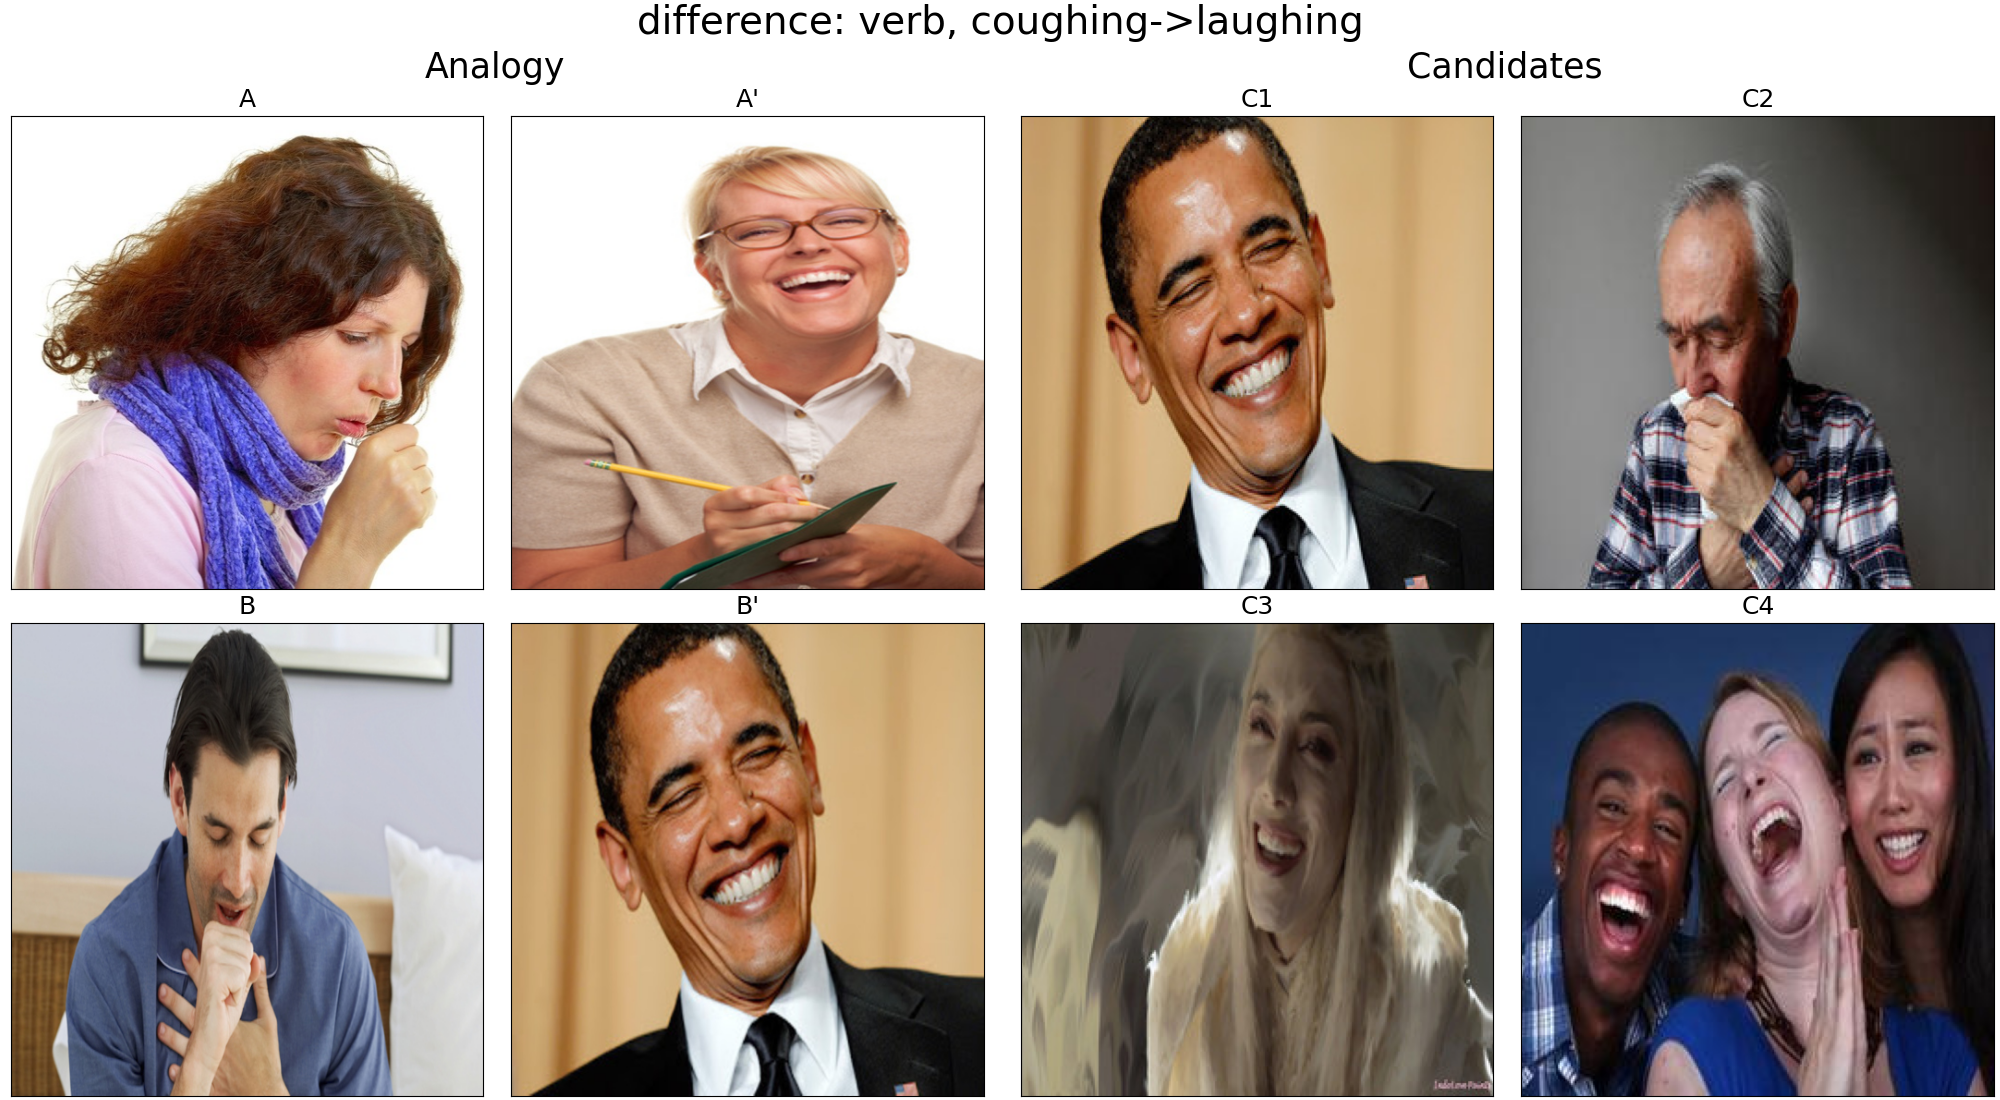 difference: verb, coughing->laughing
Analogy
Candidates
A
A'
C1
C2
B
B'
C3
C4